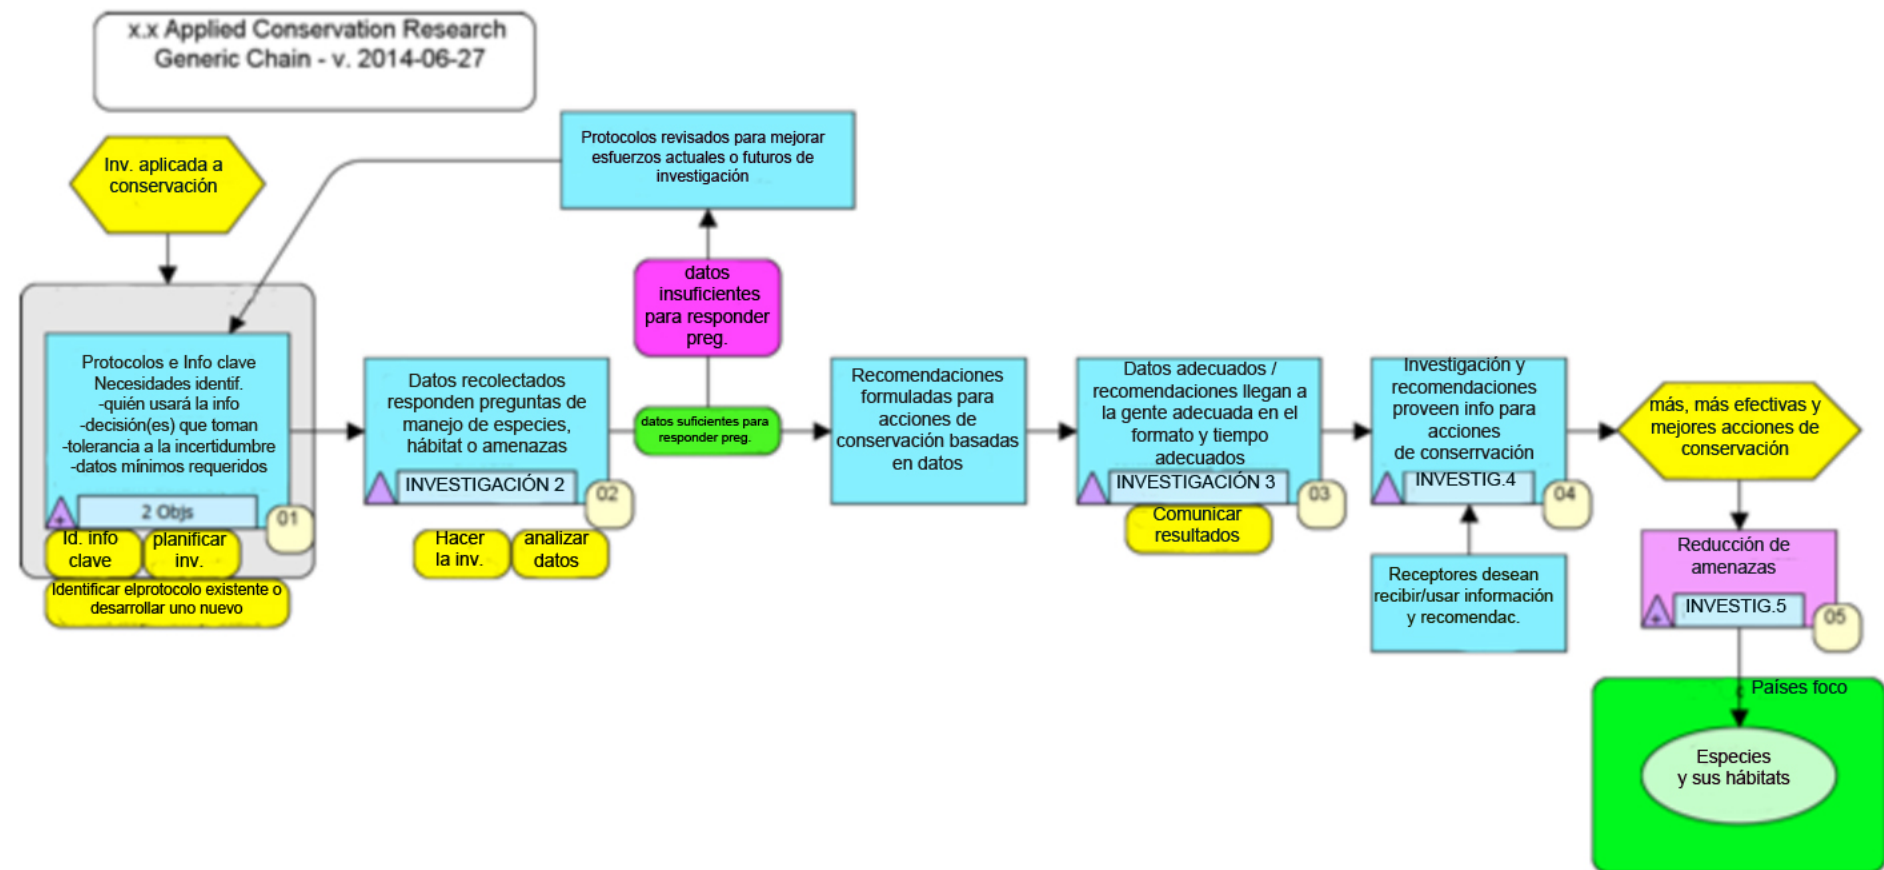 x.x Applied Conservation Research
Generic Chain - v. 2014-06-27
Inv. aplicada a
conservación
Protocolos revisados para mejorar
esfuerzos actuales o futuros de
investigación
datos
insuficientes
para responder
preg.
Protocolos e Info clave
Necesidades identif.
-quién usará la info
-decisión(es) que toman
-tolerancia a la incertidumbre
-datos mínimos requeridos
2 Objs
01
Id. info
clave
planificar
inv.
Identificar elprotocolo existente o
desarrollar uno nuevo
Datos recolectados
responden preguntas de
manejo de especies,
hábitat o amenazas
INVESTIGACIÓN 2
02
Hacer
la inv.
analizar
datos
datos suficientes para
responder preg.
Recomendaciones
formuladas para
acciones de
conservación basadas
en datos
Datos adecuados /
recomendaciones llegan a
la gente adecuada en el
formato y tiempo
adecuados
INVESTIGACIÓN 3
03
Comunicar
resultados
Investigación y
recomendaciones
proveen info para
acciones
de conserrvación
INVESTIG.4
04
Receptores desean
recibir/usar información
y recomendac.
más, más efectivas y
mejores acciones de
conservación
Reducción de
amenazas
INVESTIG.5
05
Países foco
Especies
y sus hábitats